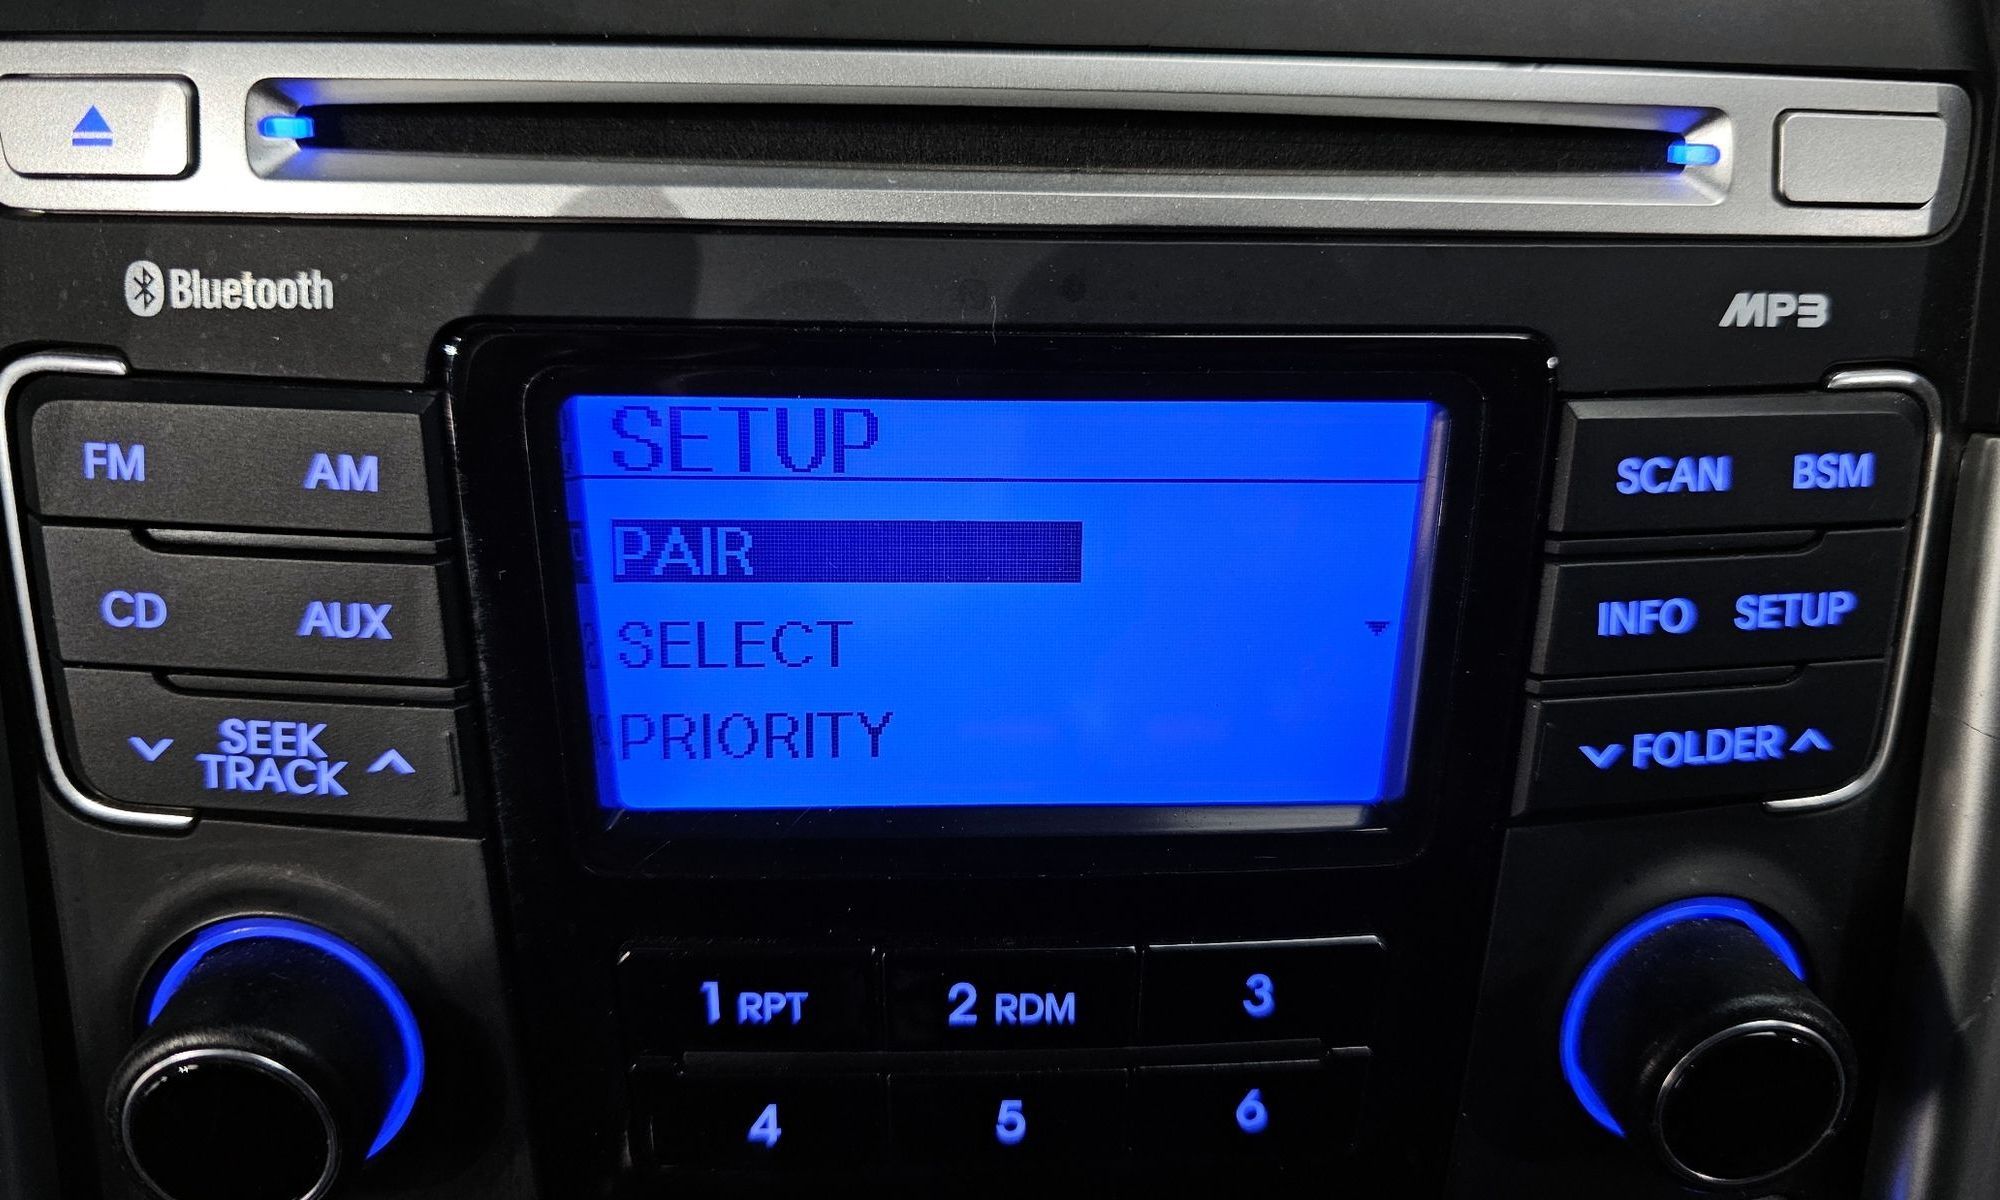 Bluetooth
MP3
FM AM
CD AUX
SEEK
TRACK
SETUP
PAIR
SELECT
PRIORITY
SCAN BSM
INFO SETUP
FOLDER
1 RPT 2 RDM 3
4 5 6